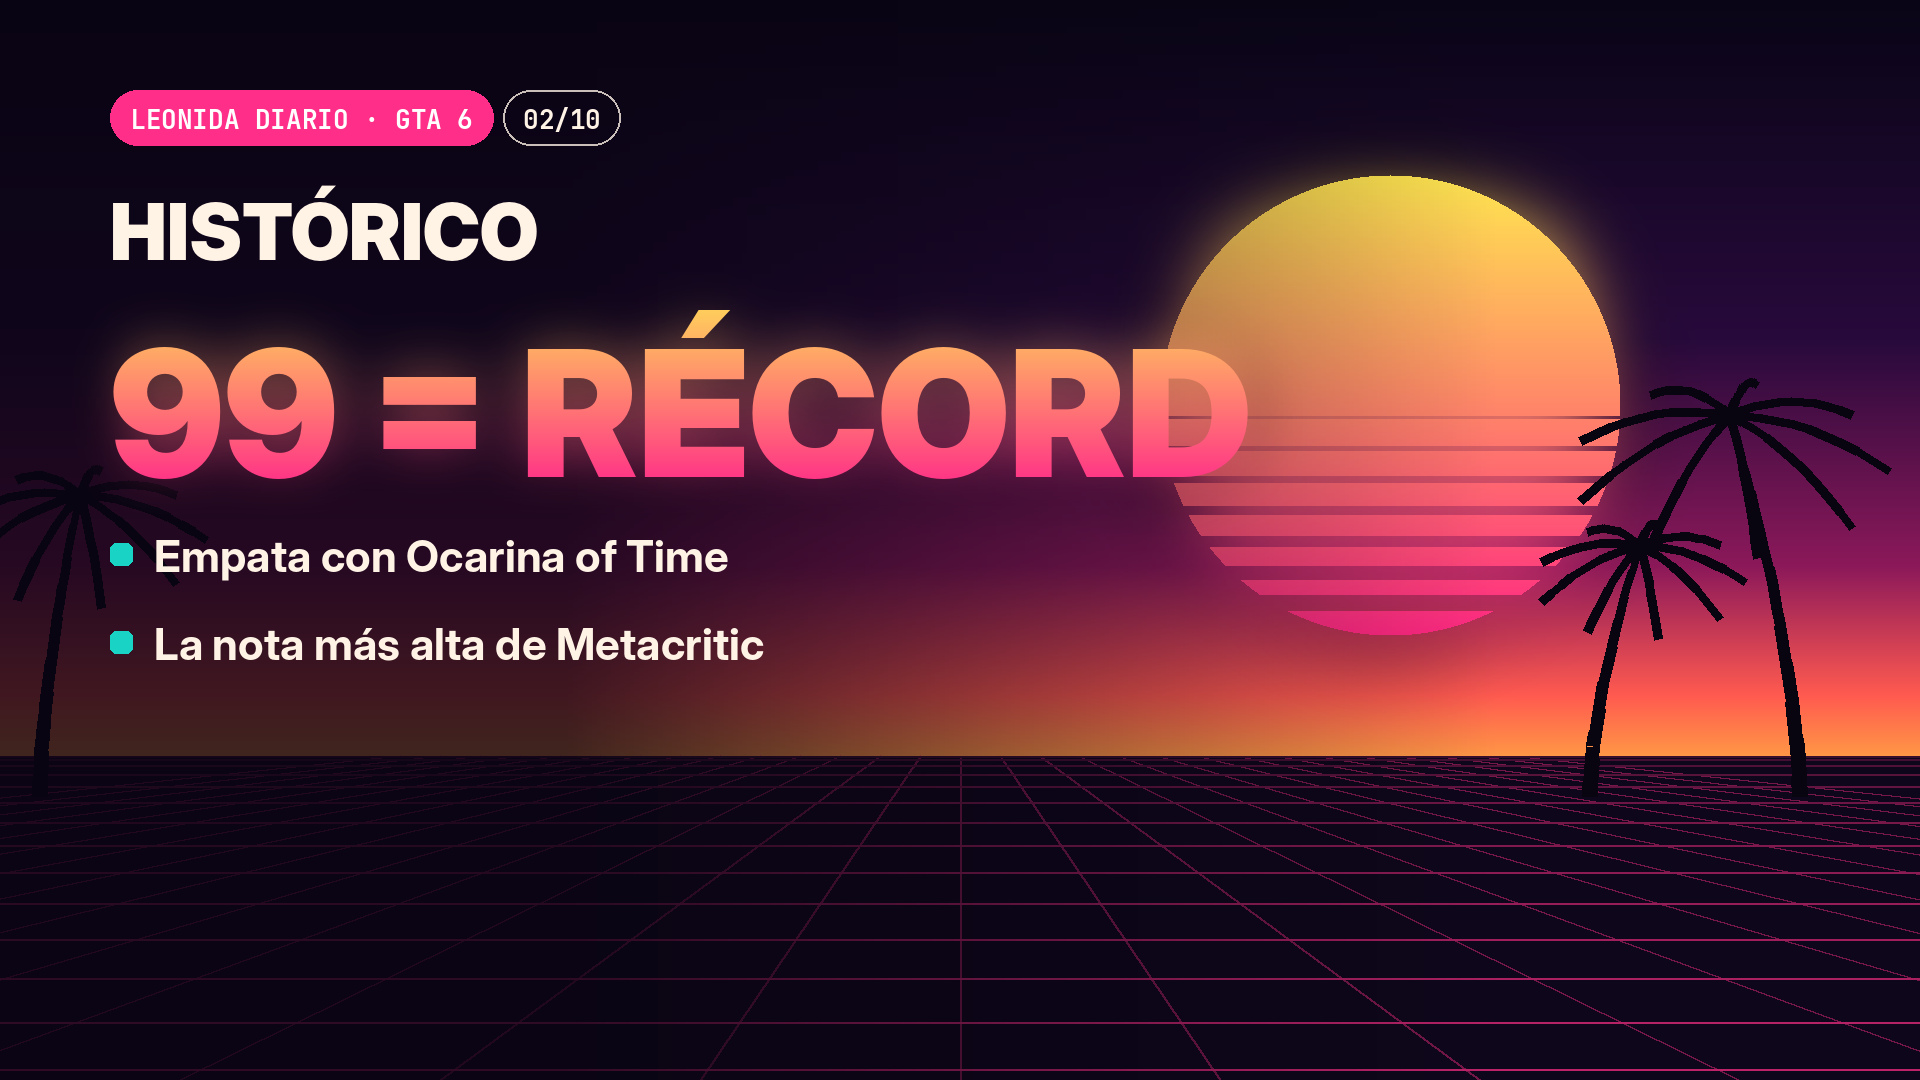 LEONIDA DIARIO · GTA 6 02/10
HISTÓRICO
99 = RÉCORD
Empata con Ocarina of Time
La nota más alta de Metacritic